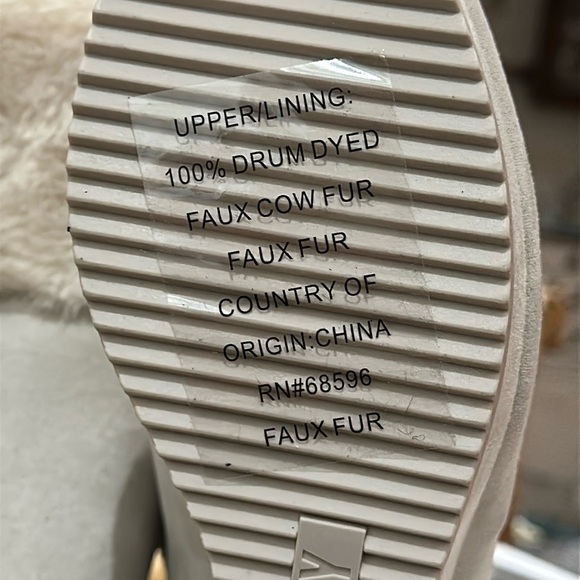 UPPER/LINING:
100% DRUM DYED
FAUX COW FUR
FAUX FUR
COUNTRY OF
ORIGIN:CHINA
RN#68596
FAUX FUR